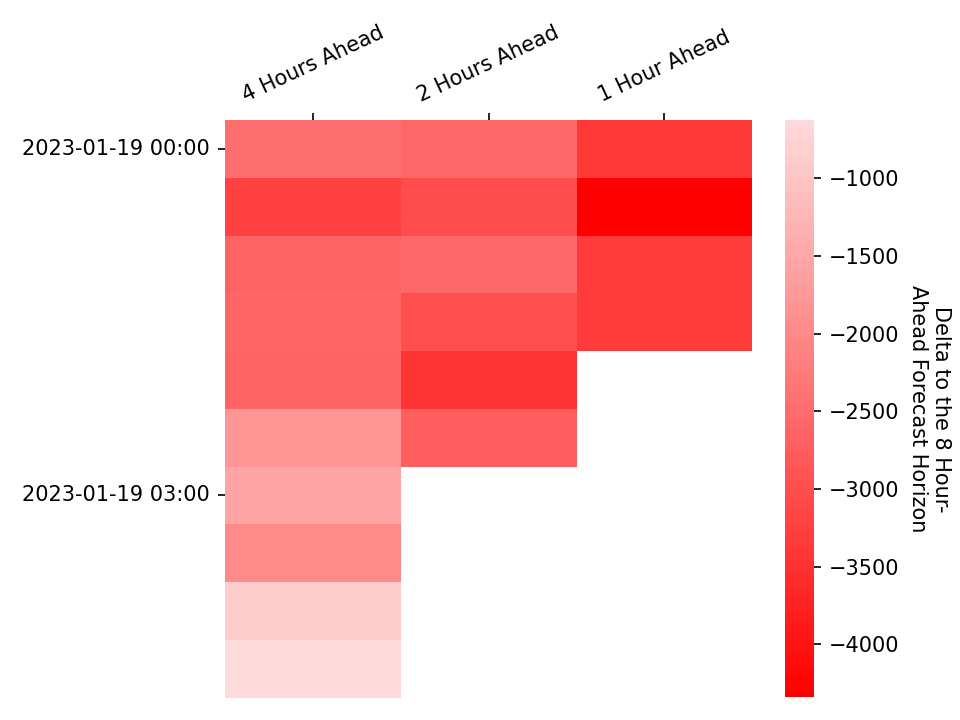 4 Hours Ahead
2 Hours Ahead
1 Hour Ahead
2023-01-19 00:00
2023-01-19 03:00
−1000
−1500
−2000
−2500
−3000
−3500
−4000
Delta to the 8 Hour-
Ahead Forecast Horizon